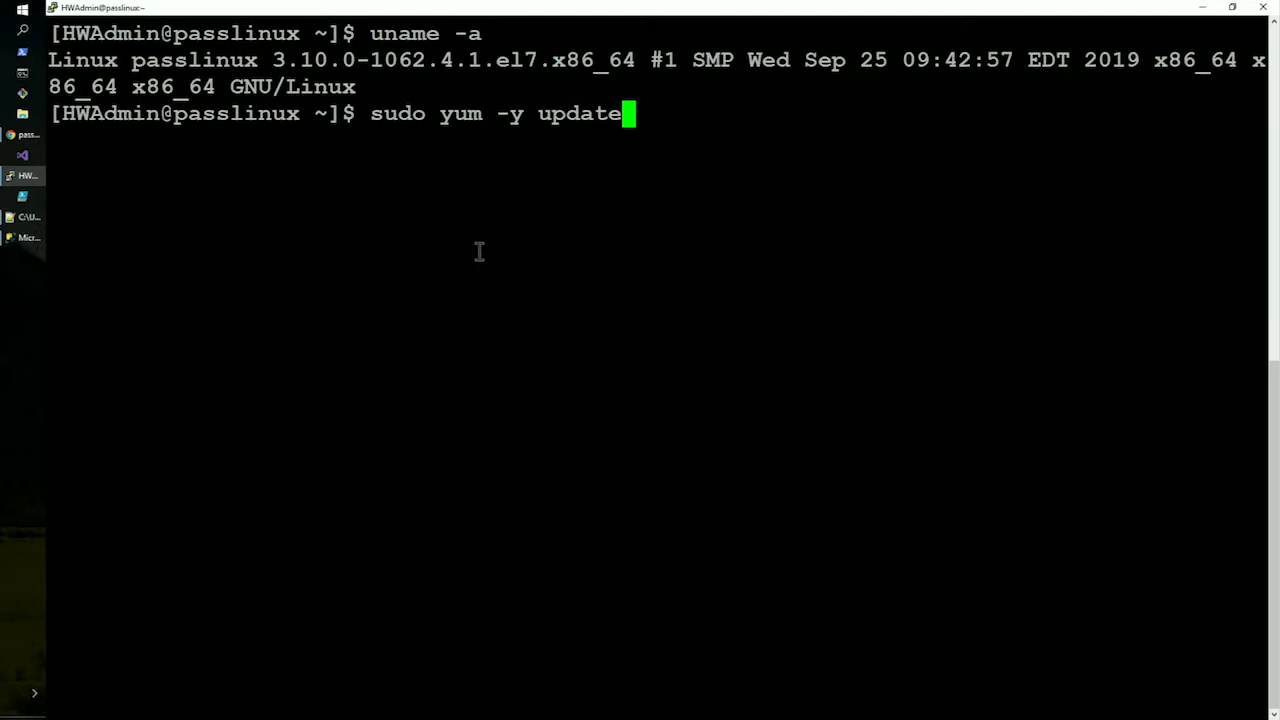 HWAdmin@passlinux:~
[HWAdmin@passlinux ~]$ uname -a
Linux passlinux 3.10.0-1062.4.1.el7.x86_64 #1 SMP Wed Sep 25 09:42:57 EDT 2019 x86_64 x
86_64 x86_64 GNU/Linux
[HWAdmin@passlinux ~]$ sudo yum -y update
pass...
HW...
C:\U...
Micr...